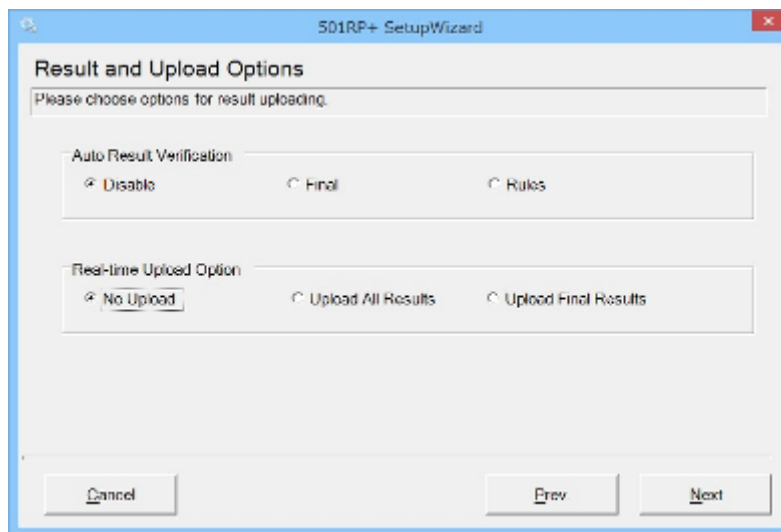 501RP+ SetupWizard
Result and Upload Options
Please choose options for result uploading.
Auto Result Verification
Disable Final Rules
Real-time Upload Option
No Upload Upload All Results Upload Final Results
Cancel Prev Next